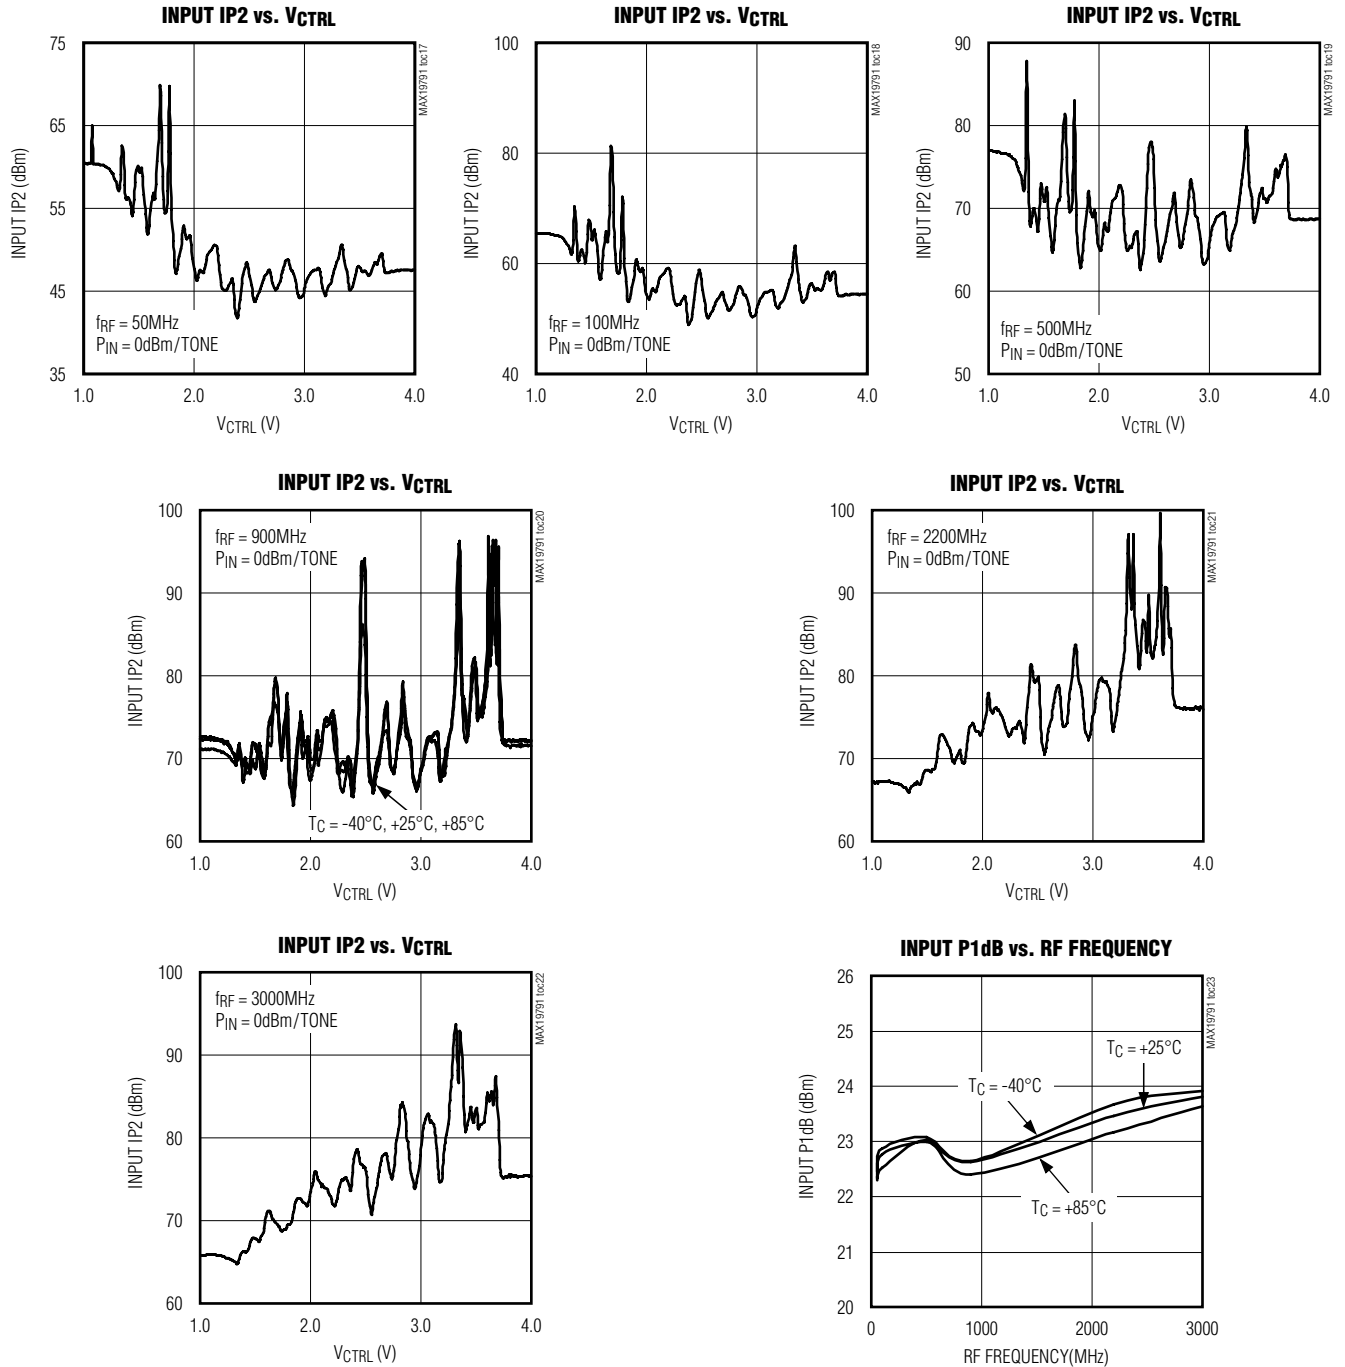 INPUT IP2 vs. VCTRL
75
65
55
45
35
INPUT IP2 (dBm)
fRF = 50MHz
PIN = 0dBm/TONE
1.0 2.0 3.0 4.0
VCTRL (V)
MAX19791 toc17
INPUT IP2 vs. VCTRL
100
80
60
40
INPUT IP2 (dBm)
fRF = 100MHz
PIN = 0dBm/TONE
1.0 2.0 3.0 4.0
VCTRL (V)
MAX19791 toc18
INPUT IP2 vs. VCTRL
90
80
70
60
50
INPUT IP2 (dBm)
fRF = 500MHz
PIN = 0dBm/TONE
1.0 2.0 3.0 4.0
VCTRL (V)
MAX19791 toc19
INPUT IP2 vs. VCTRL
100
90
80
70
60
INPUT IP2 (dBm)
fRF = 900MHz
PIN = 0dBm/TONE
TC = -40°C, +25°C, +85°C
1.0 2.0 3.0 4.0
VCTRL (V)
MAX19791 toc20
INPUT IP2 vs. VCTRL
100
90
80
70
60
INPUT IP2 (dBm)
fRF = 2200MHz
PIN = 0dBm/TONE
1.0 2.0 3.0 4.0
VCTRL (V)
MAX19791 toc21
INPUT IP2 vs. VCTRL
100
90
80
70
60
INPUT IP2 (dBm)
fRF = 3000MHz
PIN = 0dBm/TONE
1.0 2.0 3.0 4.0
VCTRL (V)
MAX19791 toc22
INPUT P1dB vs. RF FREQUENCY
26
25
24
23
22
21
20
INPUT P1dB (dBm)
TC = +25°C
TC = -40°C
TC = +85°C
0 1000 2000 3000
RF FREQUENCY(MHz)
MAX19791 toc23